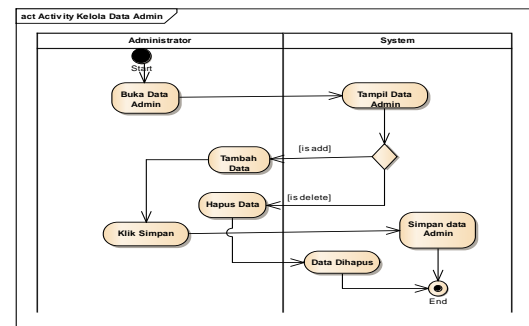 act Activity Kelola Data Admin
Administrator
System
Start
Buka Data
Admin
Tampil Data
Admin
[is add]
Tambah
Data
[is delete]
Hapus Data
Klik Simpan
Simpan data
Admin
Data Dihapus
End